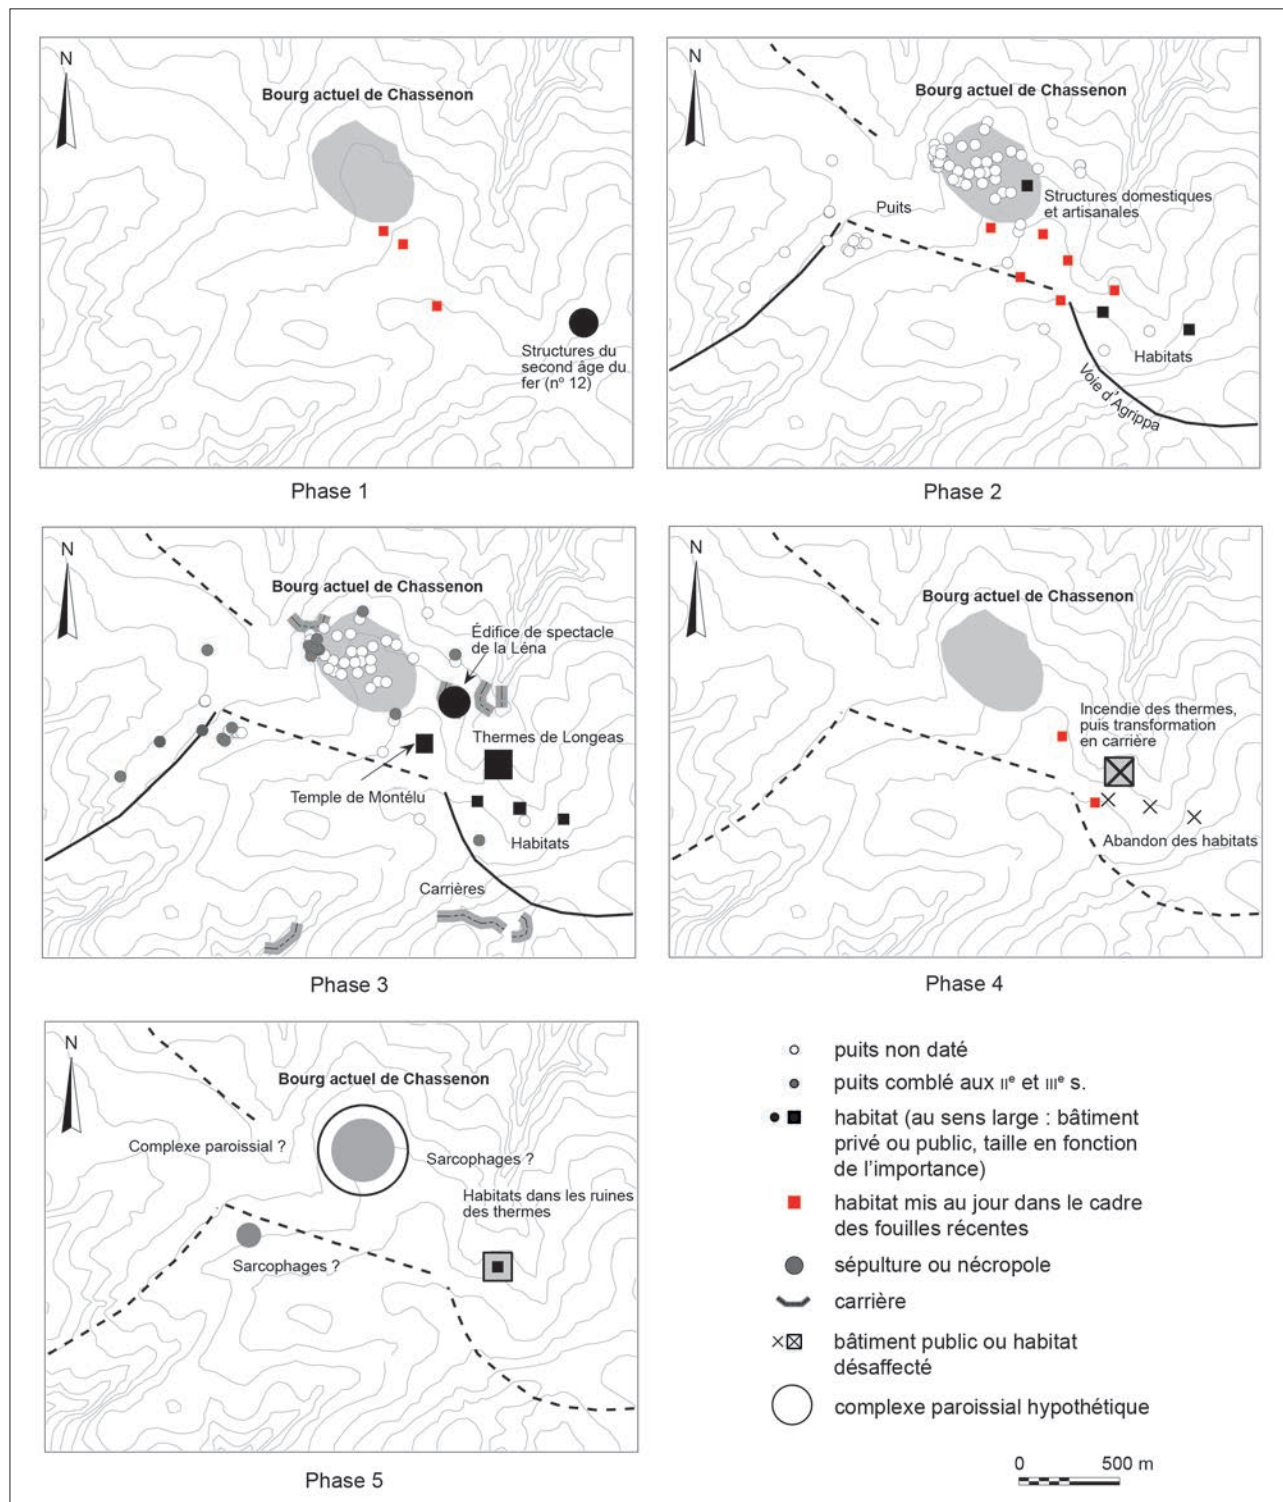 N
Bourg actuel de Chassenon
Structures du
second âge du
fer (nº 12)
Phase 1
N
Bourg actuel de Chassenon
Structures domestiques
et artisanales
Puits
Habitats
Voie d'Agrippa
Phase 2
N
Bourg actuel de Chassenon
Édifice de spectacle
de la Léna
Thermes de Longeas
Temple de Montélu
Habitats
Carrières
Phase 3
N
Bourg actuel de Chassenon
Incendie des thermes,
puis transformation
en carrière
Abandon des habitats
Phase 4
N
Bourg actuel de Chassenon
Complexe paroissial ?
Sarcophages ?
Habitats dans les ruines
des thermes
Sarcophages ?
Phase 5
puits non daté
puits comblé aux IIe et IIIe s.
habitat (au sens large : bâtiment
privé ou public, taille en fonction
de l'importance)
habitat mis au jour dans le cadre
des fouilles récentes
sépulture ou nécropole
carrière
bâtiment public ou habitat
désaffecté
complexe paroissial hypothétique
0 500 m